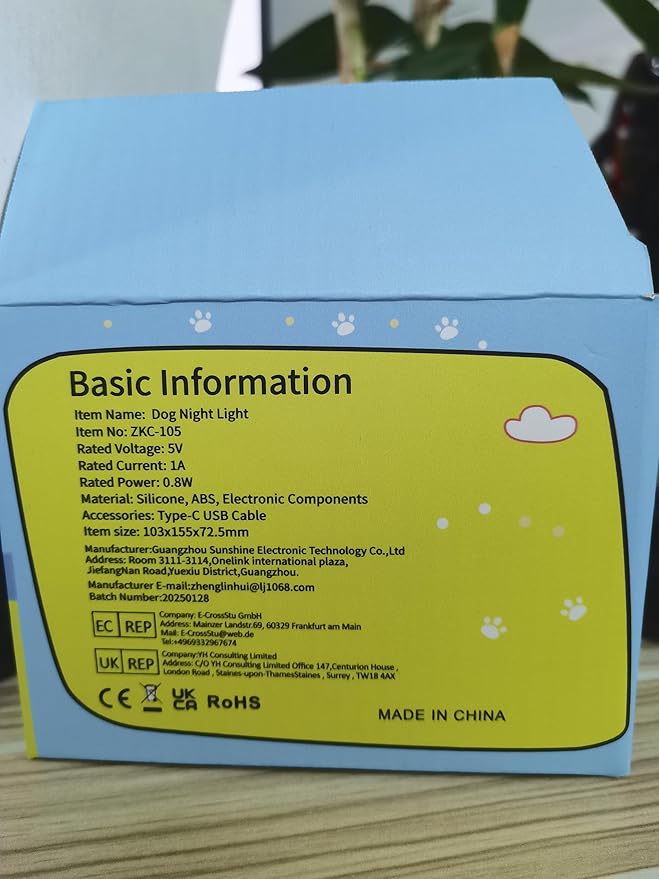 Basic Information
Item Name: Dog Night Light
Item No: ZKC-105
Rated Voltage: 5V
Rated Current: 1A
Rated Power: 0.8W
Material: Silicone, ABS, Electronic Components
Accessories: Type-C USB Cable
Item size: 103x155x72.5mm
Manufacturer:Guangzhou Sunshine Electronic Technology Co.,Ltd
Address: Room 3111-3114,Onelink international plaza,
JiefangNan Road,Yuexiu District,Guangzhou.
Manufacturer E-mail:zhenglinhui@lj1068.com
Batch Number:20250128
EC REP
Company: E-CrossStu GmbH
Address: Mainzer Landstr.69, 60329 Frankfurt am Main
Mail: E-CrossStu@web.de
Tel:+4969332967674
UK REP
Company:YH Consulting Limited
Address: C/O YH Consulting Limited Office 147,Centurion House ,
London Road , Staines-upon-ThamesStaines , Surrey , TW18 4AX
CE UK CA RoHS
MADE IN CHINA